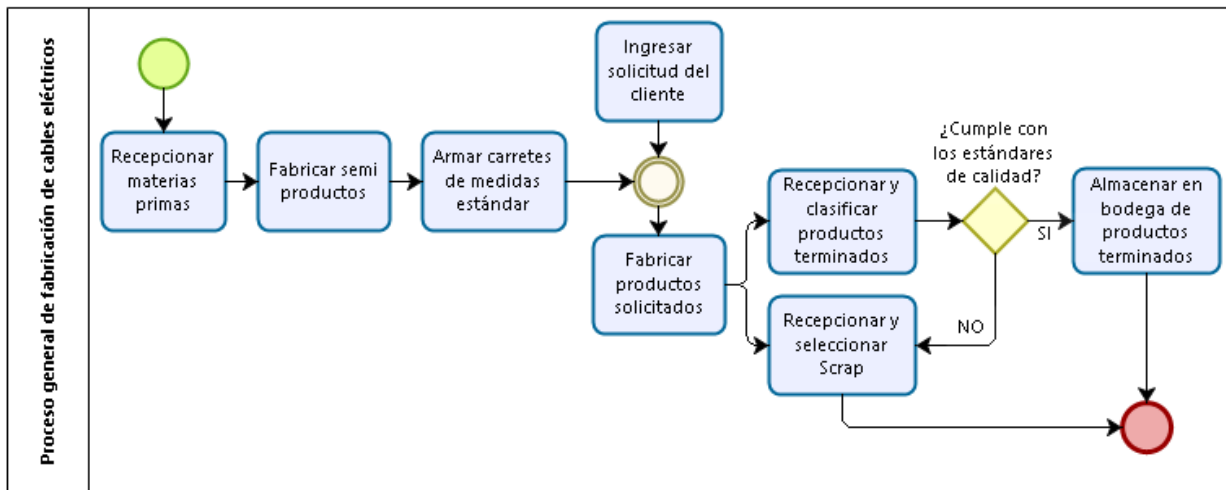 Proceso general de fabricación de cables eléctricos
Recepcionar
materias
primas
Fabricar semi
productos
Armar carretes
de medidas
estándar
Ingresar
solicitud del
cliente
Fabricar
productos
solicitados
Recepcionar y
clasificar
productos
terminados
Recepcionar y
seleccionar
Scrap
¿Cumple con
los estándares
de calidad?
SI
NO
Almacenar en
bodega de
productos
terminados